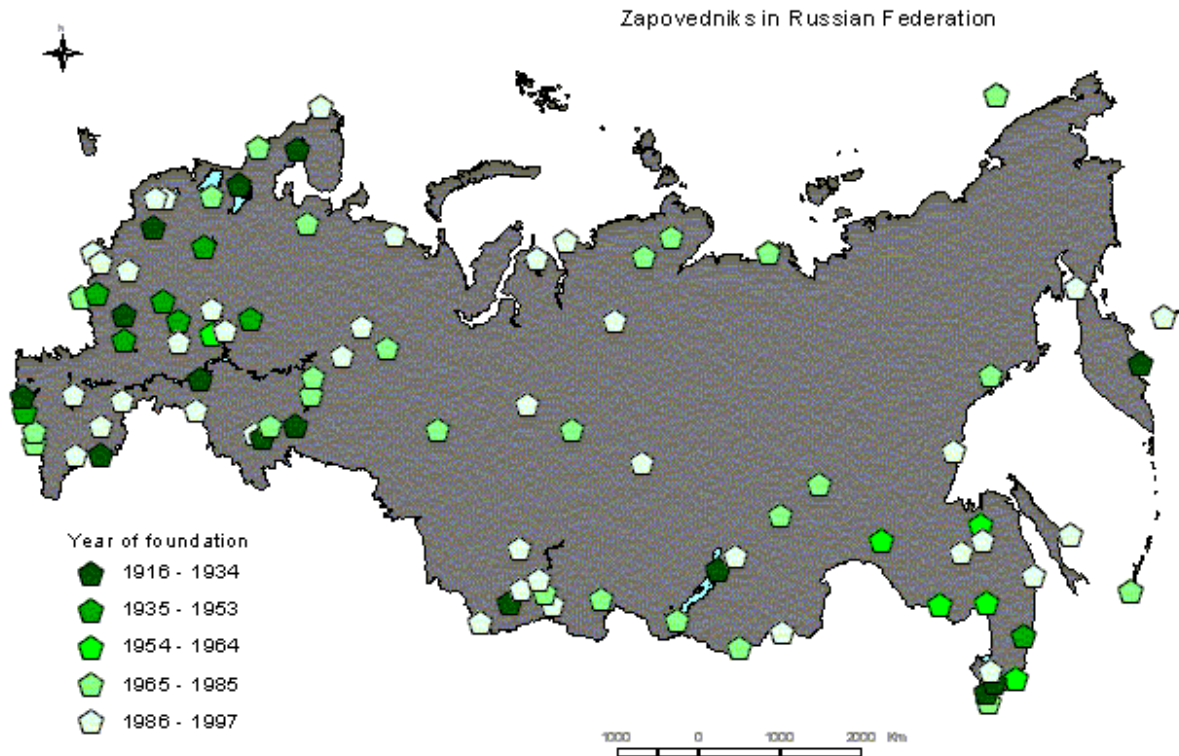 Zapovedniks in Russian Federation
N
Year of foundation
1916 - 1934
1935 - 1953
1954 - 1964
1965 - 1985
1986 - 1997
1000 0 1000 2000 Km